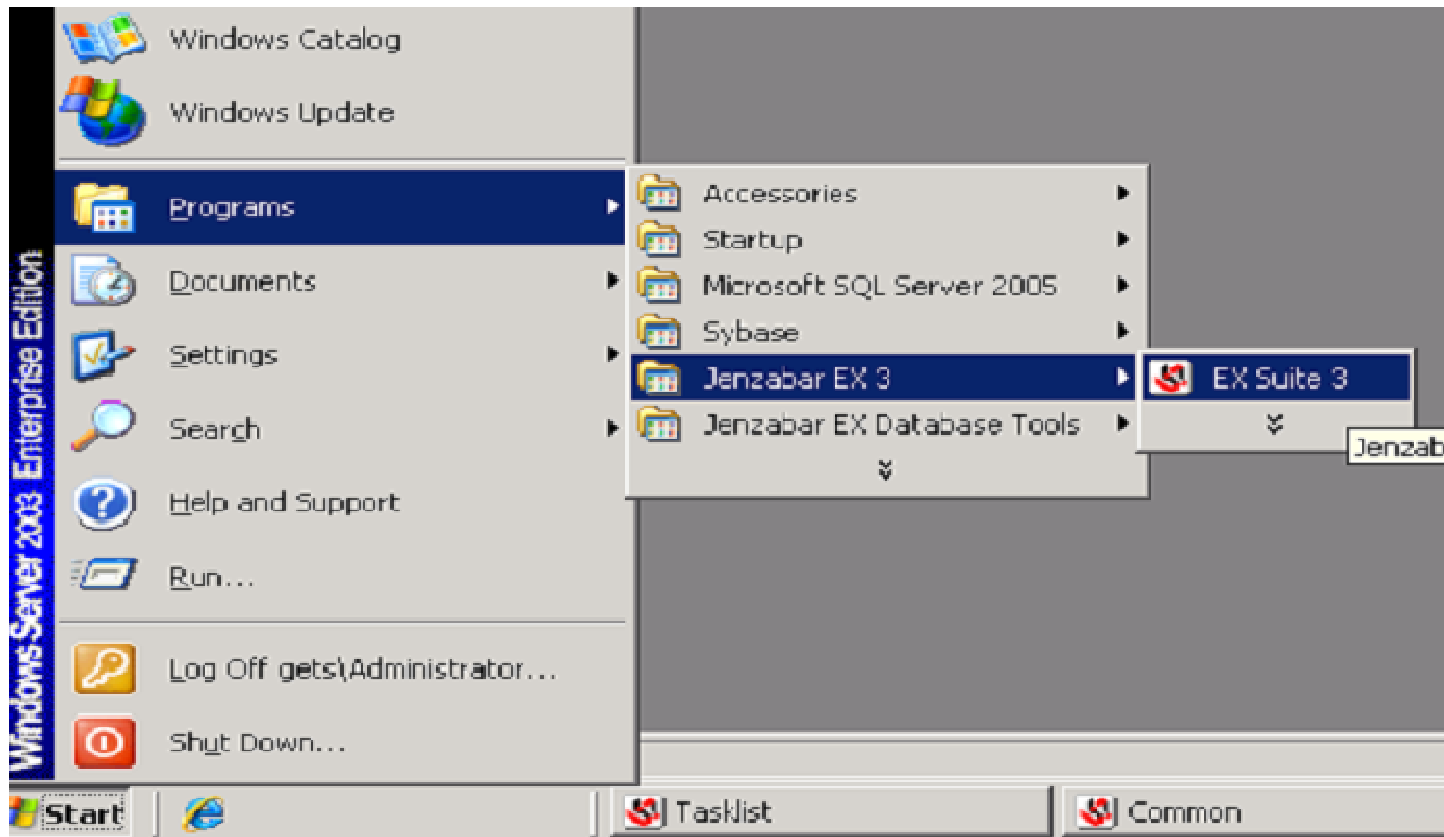 Windows Catalog
Windows Update
Programs
Documents
Settings
Search
Help and Support
Run...
Log Off gets\Administrator...
Shut Down...
Windows Server 2003 Enterprise Edition
Accessories
Startup
Microsoft SQL Server 2005
Sybase
Jenzabar EX 3
Jenzabar EX Database Tools
EX Suite 3
Jenzab
Start
Tasklist
Common